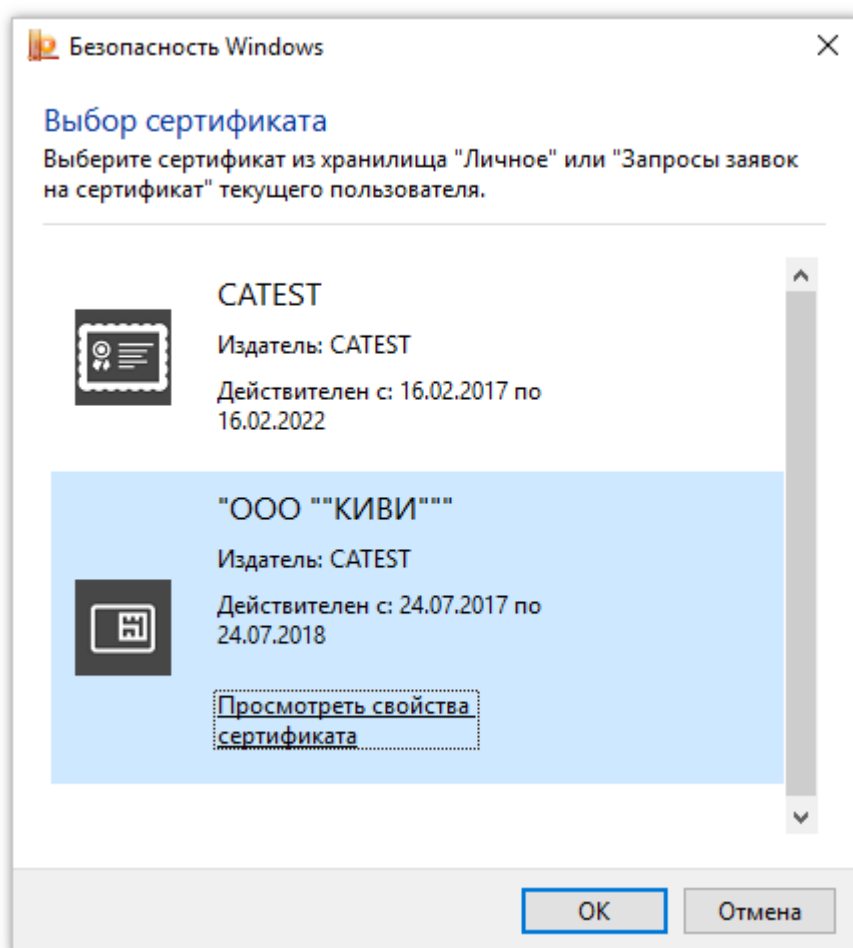 Безопасность Windows
Выбор сертификата
Выберите сертификат из хранилища "Личное" или "Запросы заявок
на сертификат" текущего пользователя.
CATEST
Издатель: CATEST
Действителен с: 16.02.2017 по
16.02.2022
"ООО ""КИВИ"""
Издатель: CATEST
Действителен с: 24.07.2017 по
24.07.2018
Просмотреть свойства
сертификата
ОК
Отмена